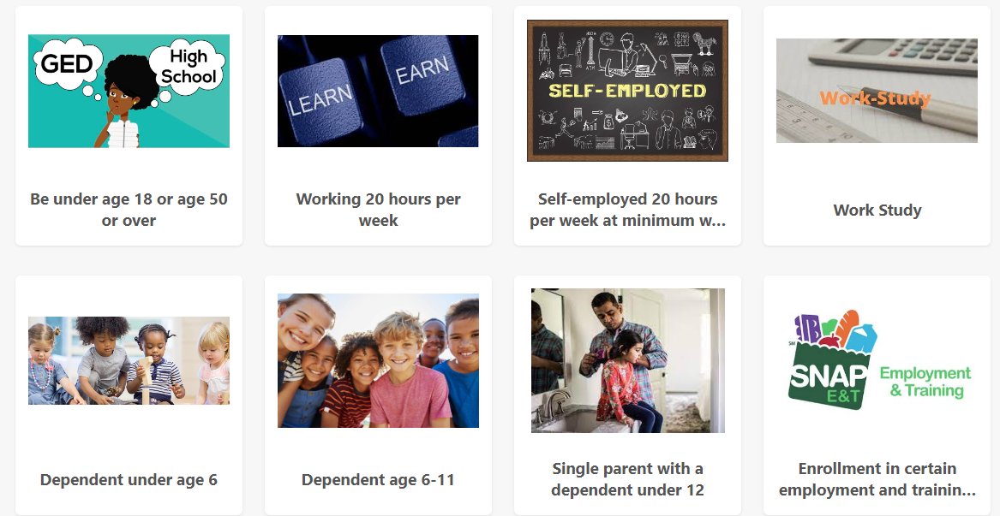 GED
High
School
Be under age 18 or age 50
or over
LEARN
EARN
Working 20 hours per
week
SELF-EMPLOYED
Self-employed 20 hours
per week at minimum w...
Work-Study
Work Study
Dependent under age 6
Dependent age 6-11
Single parent with a
dependent under 12
SM
SNAP
E&T
Employment
& Training
Enrollment in certain
employment and trainin...